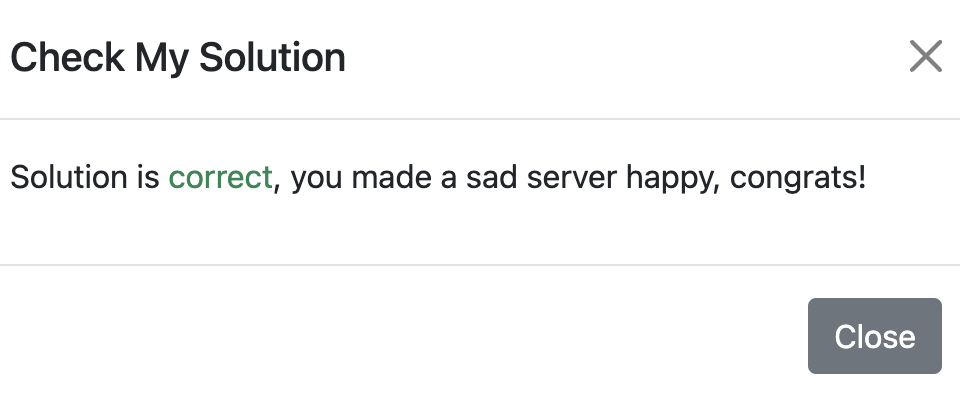 Check My Solution
Solution is correct, you made a sad server happy, congrats!
Close